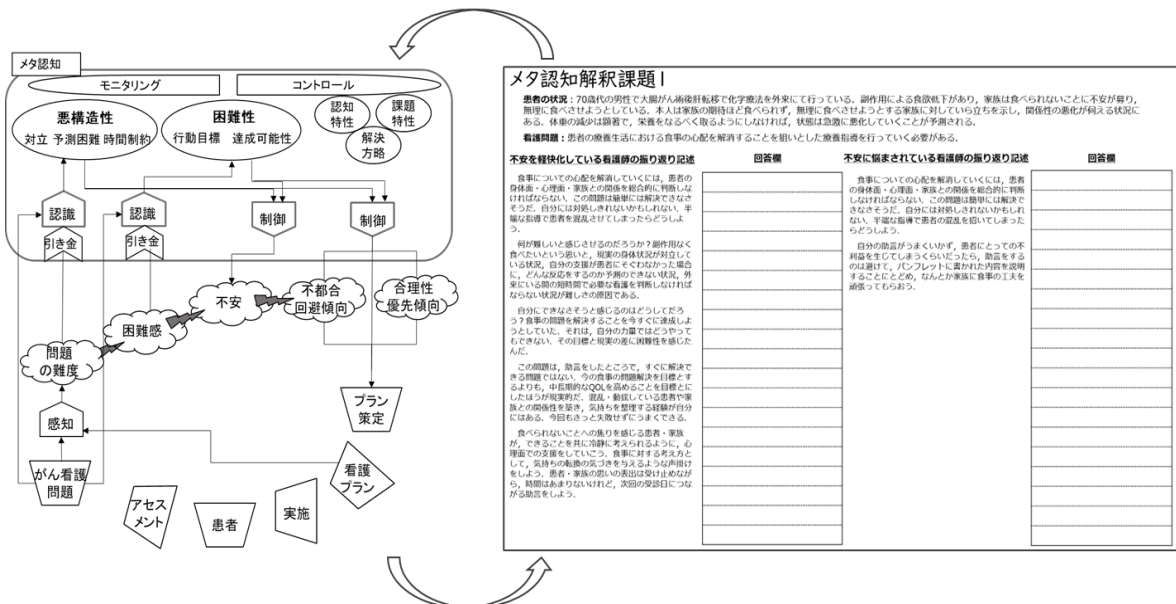 メタ認知
モニタリング
コントロール
悪構造性
対立 予測困難 時間制約
困難性
行動目標 達成可能性
認知
特性
課題
特性
解決
方略
認識
認識
制御
制御
引き金
引き金
不安
不都合
回避傾向
合理性
優先傾向
困難感
問題
の難度
感知
プラン
策定
がん看護
問題
看護
プラン
アセス
メント
患者
実施
メタ認知解釈課題Ⅰ
患者の状況：70歳代の男性で大腸がん術後肝転移で化学療法を外来にて行っている．副作用による食欲低下があり，家族は食べられないことに不安が募り，
無理に食べさせようとしている．本人は家族の期待ほど食べられず，無理に食べさせようとする家族に対していら立ちを示し，関係性の悪化が伺える状況に
ある．体重の減少は顕著で，栄養をなるべく取るようにしなければ，状態は急激に悪化していくことが予測される．
看護問題：患者の療養生活における食事の心配を解消することを狙いとした療養指導を行っていく必要がある．
不安を軽快化している看護師の振り返り記述
回答欄
食事についての心配を解消していくには，患者の
身体面・心理面・家族との関係を総合的に判断し
なければならない．この問題は簡単には解決できな
さそうだ．自分には対処しきれないかもしれない．半
端な指導で患者を混乱させてしまったらどうしよ
う．
何が難しいと感じさせるのだろうか？副作用なく
食べたいという思いと，現実の身体状況が対立して
いる状況，自分の支援が患者にそぐわなかった場合
に，どんな反応をするのか予測のできない状況，外
来にいる間の短時間で必要な看護を判断しなければ
ならない状況が難しさの原因である．
自分にできなさそうと感じるのはどうしてだろ
う？食事の問題を解決することを今すぐに達成しよ
うとしていた．それは，自分の力量ではどうやって
もできない．その目標と現実の差に困難性を感じた
んだ．
この問題は，助言をしたところで，すぐに解決で
きる問題ではない．今の食事の問題解決を目標とす
るよりも，中長期的なQOLを高めることを目標とに
したほうが現実的だ．混乱・動揺している患者や家
族との関係性を築き，気持ちを整理する経験が自分
にはある．今回もきっと失敗せずにうまくできる．
食べられないことへの焦りを感じる患者・家族
が，できることを共に冷静に考えられるように，心
理面での支援をしていこう．食事に対する考え方と
して，気持ちの転換の気づきを与えるような声掛け
をしよう．患者・家族の思いの表出は受け止めながら
ら，時間はあまりないけれど，次回の受診日につな
がる助言をしよう．
不安に悩まされている看護師の振り返り記述
回答欄
食事についての心配を解消していくには，患者
の身体面・心理面・家族との関係を総合的に判断
しなければならない．この問題は簡単には解決で
きなさそうだ．自分には対処しきれないかもしれ
ない．半端な指導で患者の混乱を招いてしまった
らどうしよう．
自分の助言がうまくいかず，患者にとっての不
利益を生じてしまうくらいだったら，助言をする
のは避けて，パンフレットに書かれた内容を説明
することにとどめ，なんとか家族に食事の工夫を
頑張ってもらおう．